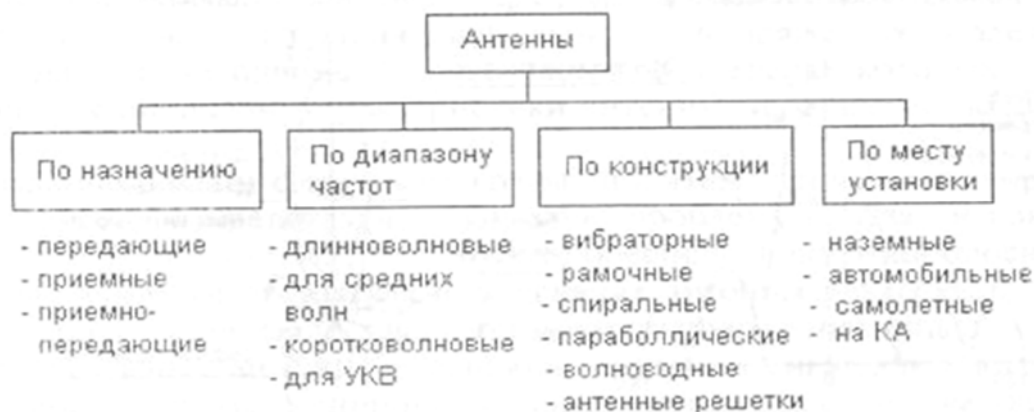 Антенны
По назначению
- передающие
- приемные
- приемно-
передающие
По диапазону
частот
- длинноволновые
- для средних
волн
- коротковолновые
- для УКВ
По конструкции
- вибраторные
- рамочные
- спиральные
- параболлические
- волноводные
- антенные решетки
По месту
установки
- наземные
- автомобильные
- самолетные
- на КА